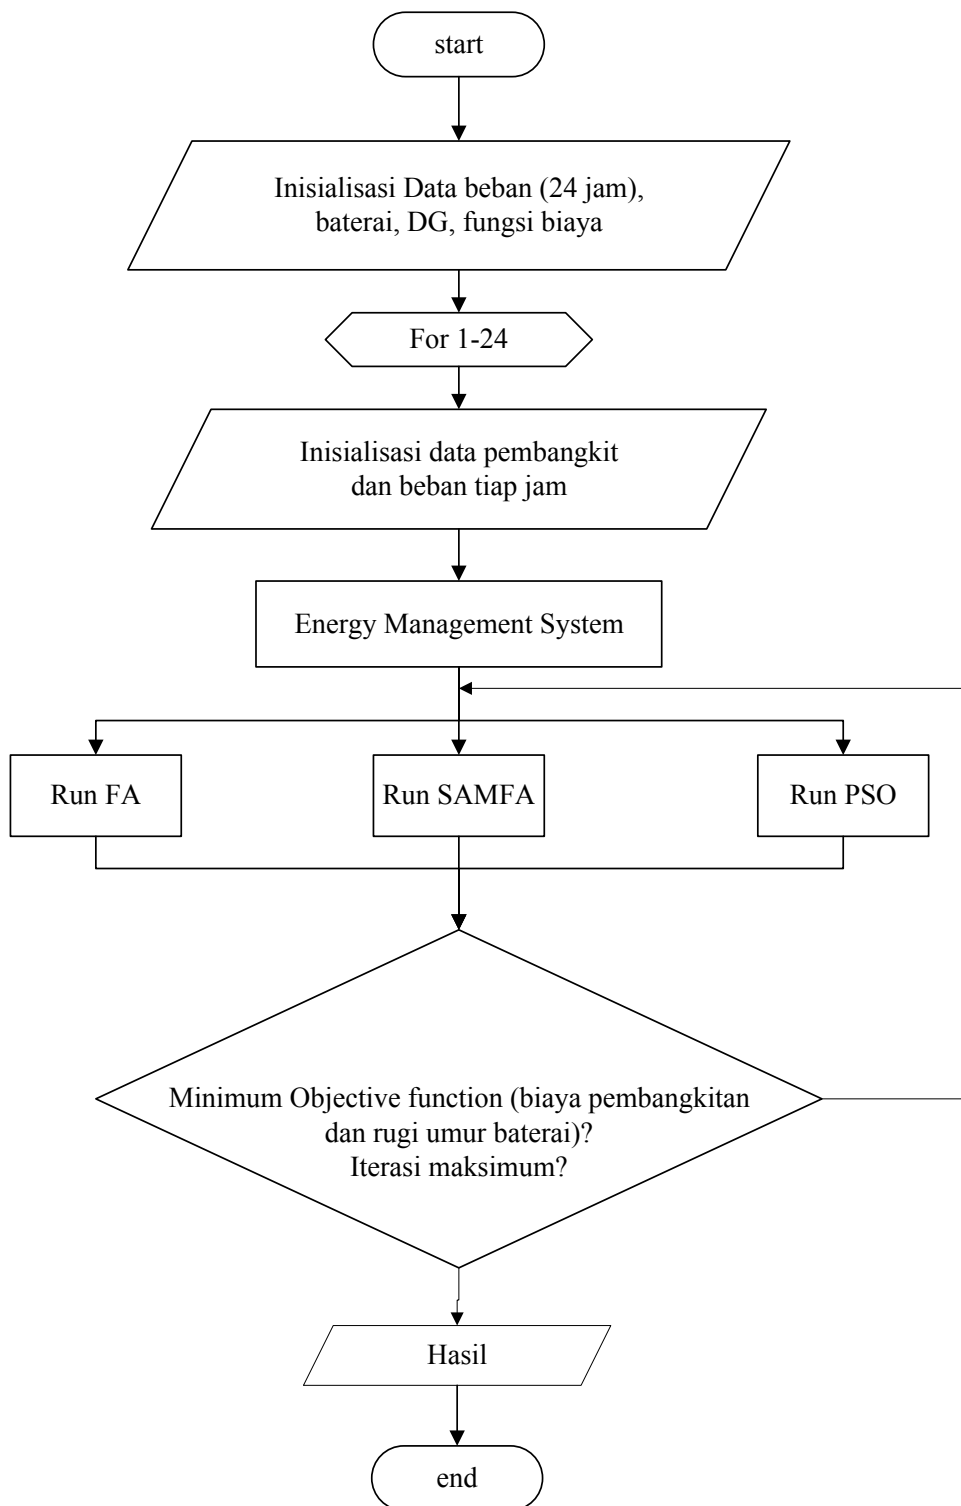 start
Inisialisasi Data beban (24 jam),
baterai, DG, fungsi biaya
For 1-24
Inisialisasi data pembangkit
dan beban tiap jam
Energy Management System
Run FA
Run SAMFA
Run PSO
Minimum Objective function (biaya pembangkitan
dan rugi umur baterai)?
Iterasi maksimum?
Hasil
end